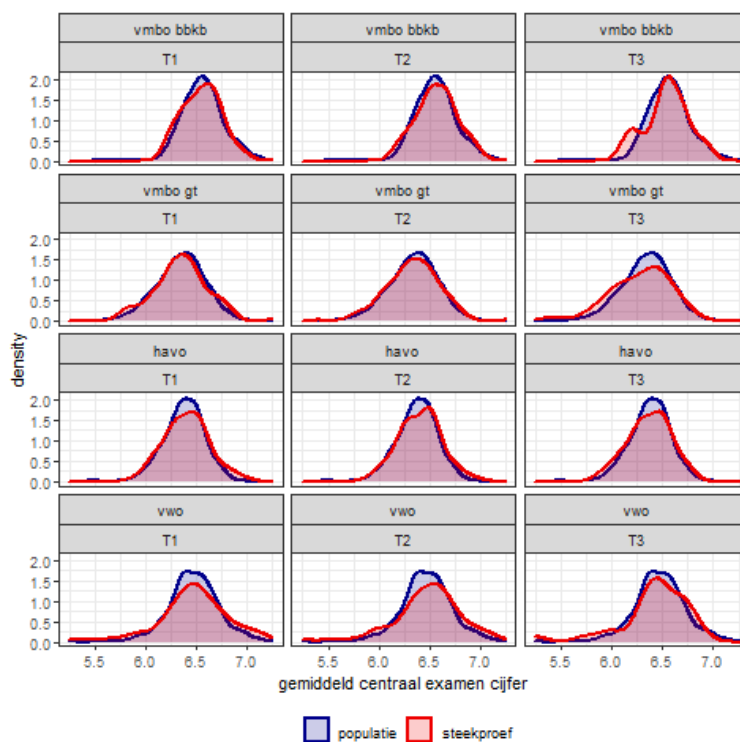 vmbo bbkb vmbo bbkb vmbo bbkb
T1 T2 T3
2.0
1.5
1.0
0.5
0.0
vmbo gt vmbo gt vmbo gt
T1 T2 T3
2.0
1.5
1.0
0.5
0.0
density
havo havo havo
T1 T2 T3
2.0
1.5
1.0
0.5
0.0
vwo vwo vwo
T1 T2 T3
2.0
1.5
1.0
0.5
0.0
5.5 6.0 6.5 7.0 5.5 6.0 6.5 7.0 5.5 6.0 6.5 7.0
gemiddeld centraal examen cijfer
populatie steekproef